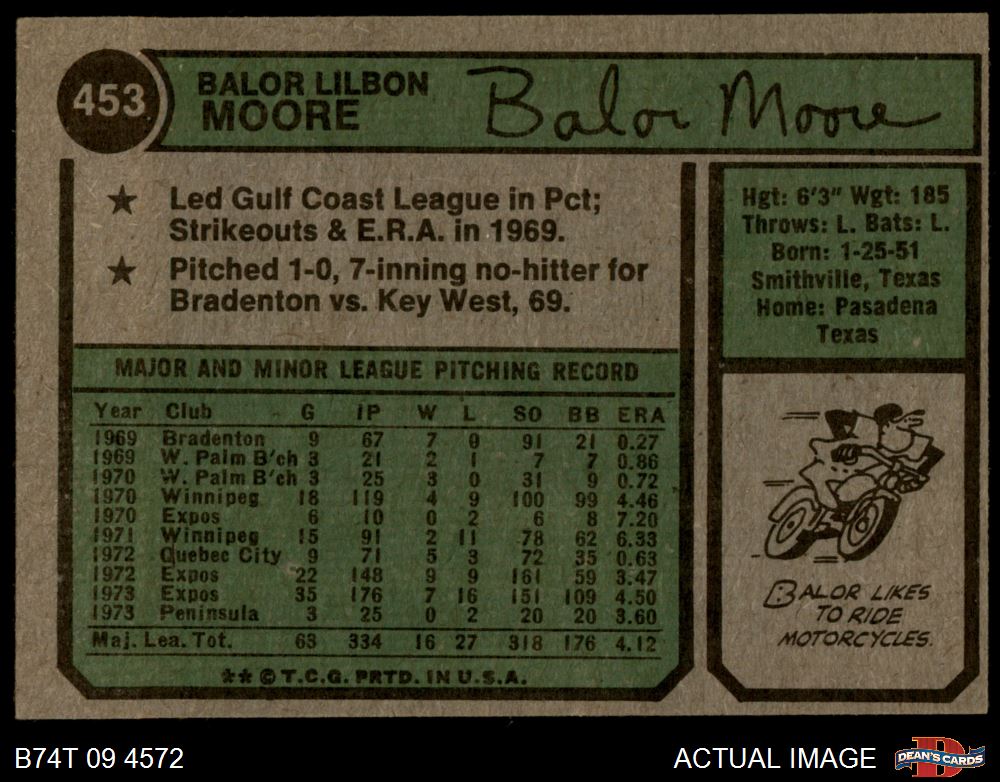 453
BALOR LILBON
MOORE
Balor Moore
★ Led Gulf Coast League in Pct;
Strikeouts & E.R.A. in 1969.
★ Pitched 1-0, 7-inning no-hitter for
Bradenton vs. Key West, 69.
Hgt: 6'3" Wgt: 185
Throws: L. Bats: L.
Born: 1-25-51
Smithville, Texas
Home: Pasadena
Texas
MAJOR AND MINOR LEAGUE PITCHING RECORD
Year Club G IP W L SO BB ERA
1969 Bradenton 9 67 7 0 91 21 0.27
1969 W. Palm B'ch 3 21 2 1 7 7 0.86
1970 W. Palm B'ch 3 25 3 0 31 9 0.72
1970 Winnipeg 18 119 4 9 100 99 4.46
1970 Expos 6 10 0 2 6 8 7.20
1971 Winnipeg 15 91 2 11 78 62 6.33
1972 Quebec City 9 71 5 3 72 35 0.63
1972 Expos 22 148 9 9 161 59 3.47
1973 Expos 35 176 7 16 151 109 4.50
1973 Peninsula 3 25 0 2 20 20 3.60
Maj. Lea. Tot. 63 334 16 27 318 176 4.12
** © T.C.G. PRTD. IN U.S.A.
BALOR LIKES
TO RIDE
MOTORCYCLES.
B74T 09 4572
ACTUAL IMAGE
D
DEAN'S CARDS